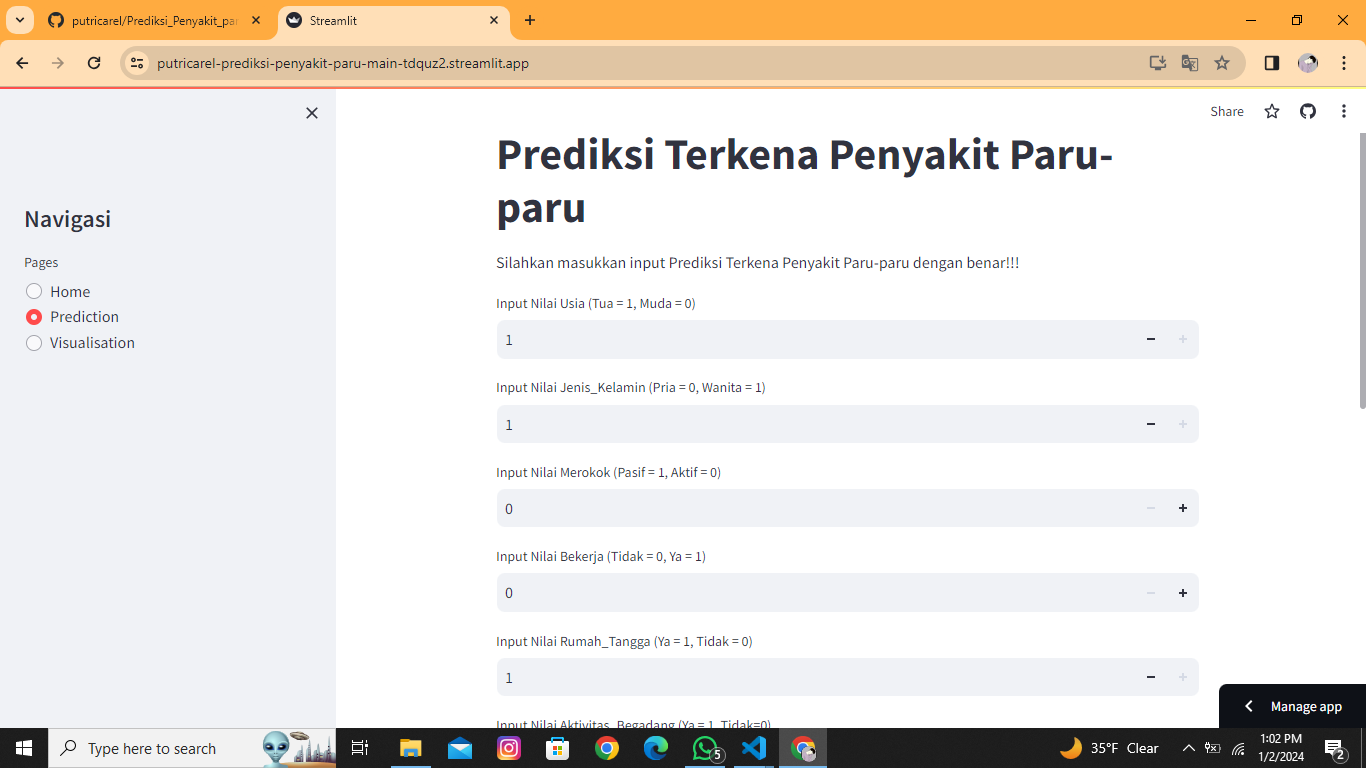 putricarel/Prediksi_Penyakit_pa
Streamlit
putricarel-prediksi-penyakit-paru-main-tdquz2.streamlit.app
Share
Navigasi
Pages
Home
Prediction
Visualisation
Prediksi Terkena Penyakit Paru-
paru
Silahkan masukkan input Prediksi Terkena Penyakit Paru-paru dengan benar!!!
Input Nilai Usia (Tua = 1, Muda = 0)
1
Input Nilai Jenis_Kelamin (Pria = 0, Wanita = 1)
1
Input Nilai Merokok (Pasif = 1, Aktif = 0)
0
Input Nilai Bekerja (Tidak = 0, Ya = 1)
0
Input Nilai Rumah_Tangga (Ya = 1, Tidak = 0)
1
Input Nilai Aktivitas_Begadang (Ya = 1, Tidak=0)
Manage app
Type here to search
5
35°F Clear
1:02 PM
1/2/2024
2